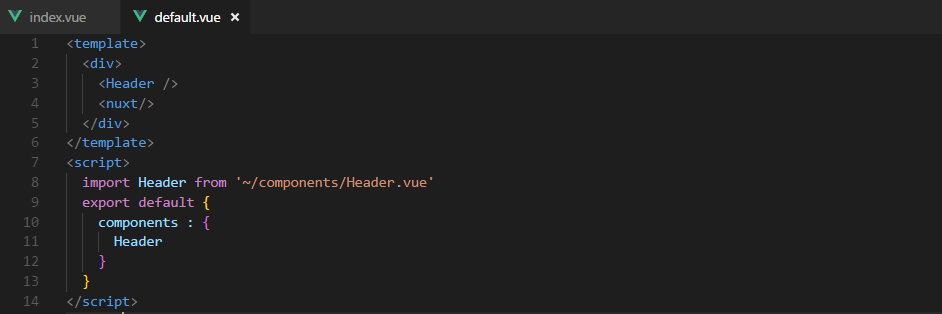 index.vue default.vue ×
1 <template>
2   <div>
3     <Header />
4     <nuxt/>
5   </div>
6 </template>
7 <script>
8   import Header from '~/components/Header.vue'
9   export default {
10     components : {
11       Header
12     }
13   }
14 </script>